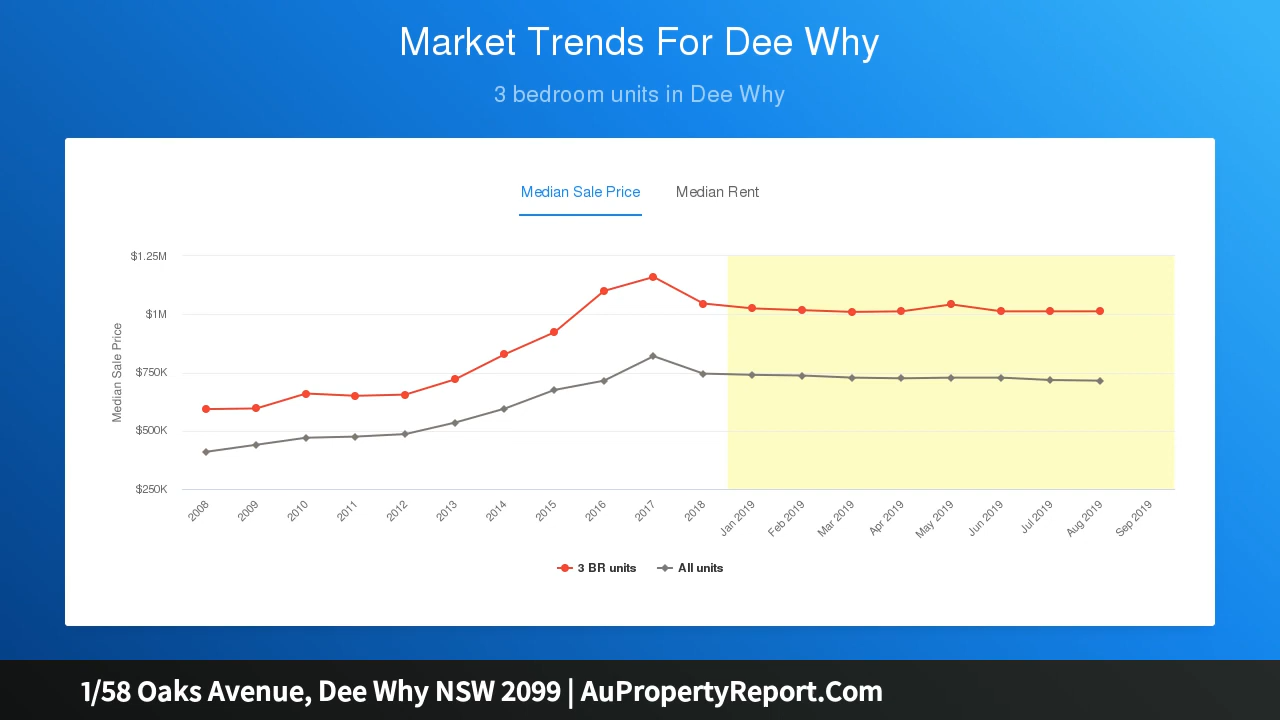 Market Trends For Dee Why
3 bedroom units in Dee Why
Median Sale Price
Median Rent
Median Sale Price
$1.25M
$1M
$750K
$500K
$250K
2008
2009
2010
2011
2012
2013
2014
2015
2016
2017
2018
Jan 2019
Feb 2019
Mar 2019
Apr 2019
May 2019
Jun 2019
Jul 2019
Aug 2019
Sep 2019
3 BR units
All units
1/58 Oaks Avenue, Dee Why NSW 2099 | AuPropertyReport.Com